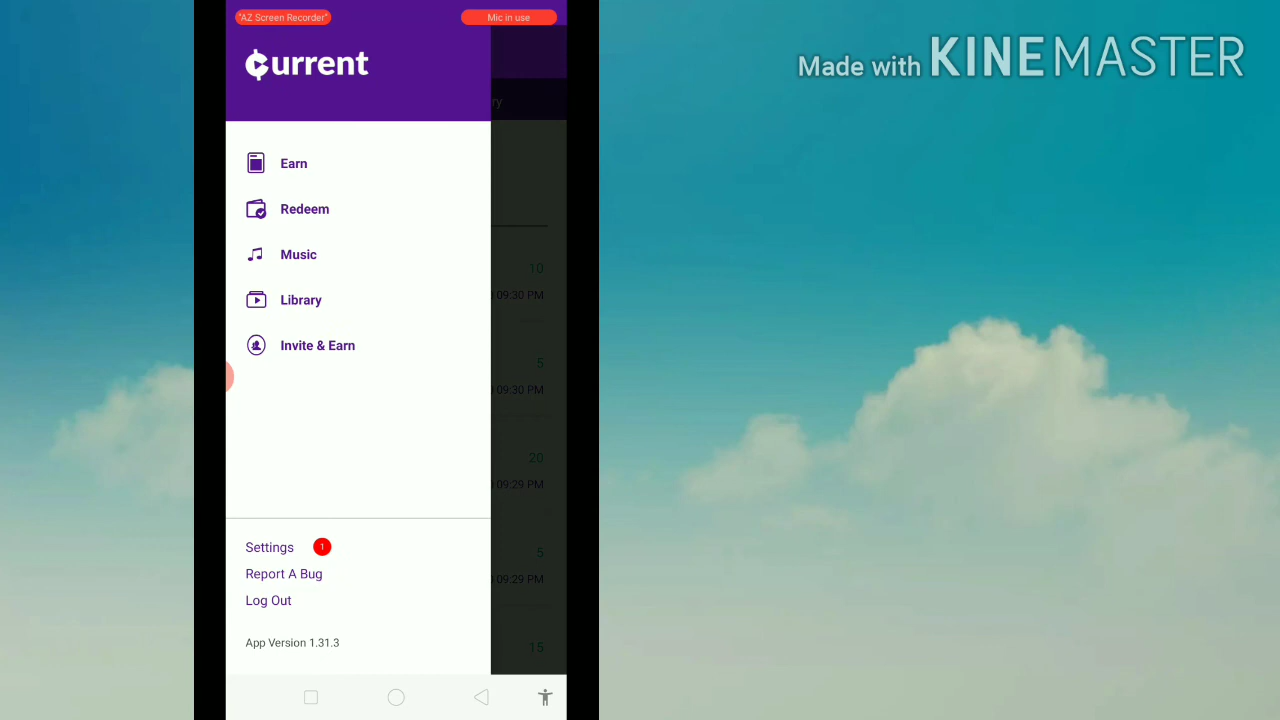 "AZ Screen Recorder"
Mic in use
Made with KINEMASTER
Current
ry
Earn
Redeem
Music
Library
Invite & Earn
10
09:30 PM
5
09:30 PM
20
09:29 PM
5
09:29 PM
15
Settings 1
Report A Bug
Log Out
App Version 1.31.3